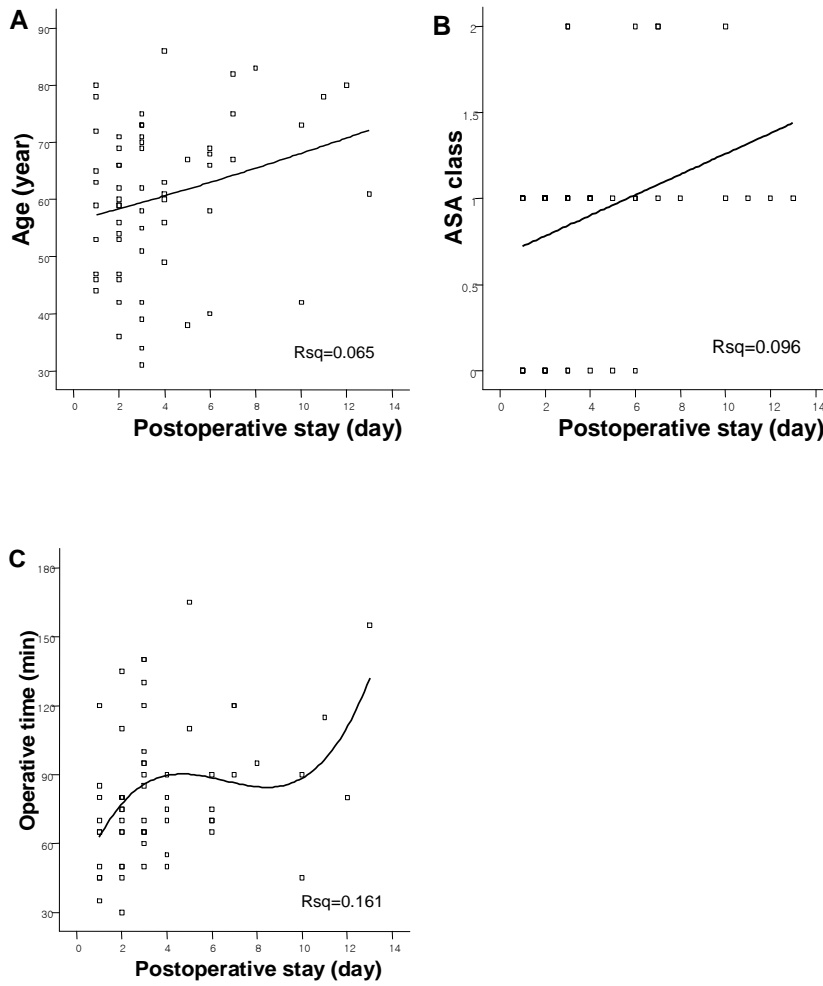 A
Age (year)
90
80
70
60
50
40
30
0 2 4 6 8 10 12 14
Rsq=0.065
Postoperative stay (day)
B
ASA class
2
1.5
1
0.5
0
0 2 4 6 8 10 12 14
Rsq=0.096
Postoperative stay (day)
C
Operative time (min)
180
150
120
90
60
30
0 2 4 6 8 10 12 14
Rsq=0.161
Postoperative stay (day)